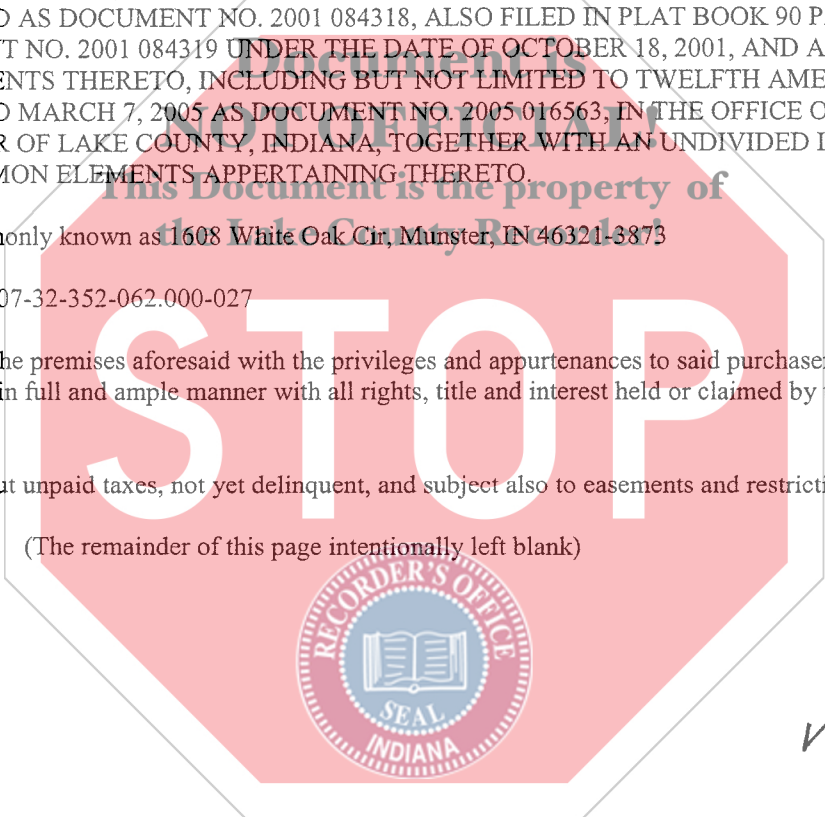 D AS DOCUMENT NO. 2001 084318, ALSO FILED IN PLAT BOOK 90 P
T NO. 2001 084319 UNDER THE DATE OF OCTOBER 18, 2001, AND A
ENTS THERETO, INCLUDING BUT NOT LIMITED TO TWELFTH AME
D MARCH 7, 2005 AS DOCUMENT NO. 2005 016563, IN THE OFFICE O
R OF LAKE COUNTY, INDIANA, TOGETHER WITH AN UNDIVIDED I
MON ELEMENTS APPERTAINING THERETO.
Document is
NOT OFFICIAL!
This Document is the property of
the Lake County Recorder!
only known as 1608 White Oak Cir, Munster, IN 46321-3873
07-32-352-062.000-027
STOP
he premises aforesaid with the privileges and appurtenances to said purchase
in full and ample manner with all rights, title and interest held or claimed by
ut unpaid taxes, not yet delinquent, and subject also to easements and restricti
(The remainder of this page intentionally left blank)
RECORDER'S OFFICE
SEAL
INDIANA